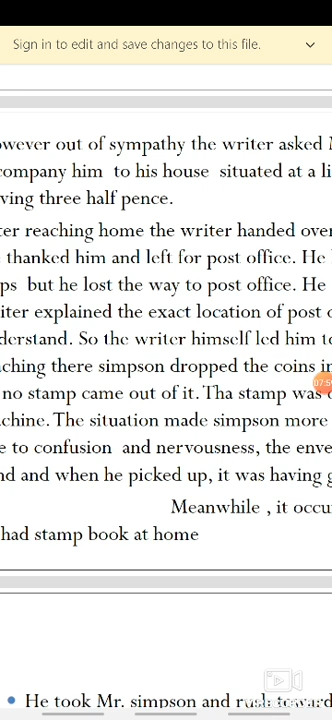 Sign in to edit and save changes to this file.
owever out of sympathy the writer asked
company him to his house situated at a li
ving three half pence.
ter reaching home the writer handed over
thanked him and left for post office. He
ps but he lost the way to post office. He
iter explained the exact location of post o
derstand. So the writer himself led him to
aching there simpson dropped the coins in
no stamp came out of it. Tha stamp was
achine. The situation made simpson more
e to confusion and nervousness, the enve
nd and when he picked up, it was having g
Meanwhile , it occu
had stamp book at home
• He took Mr. simpson and rush toward